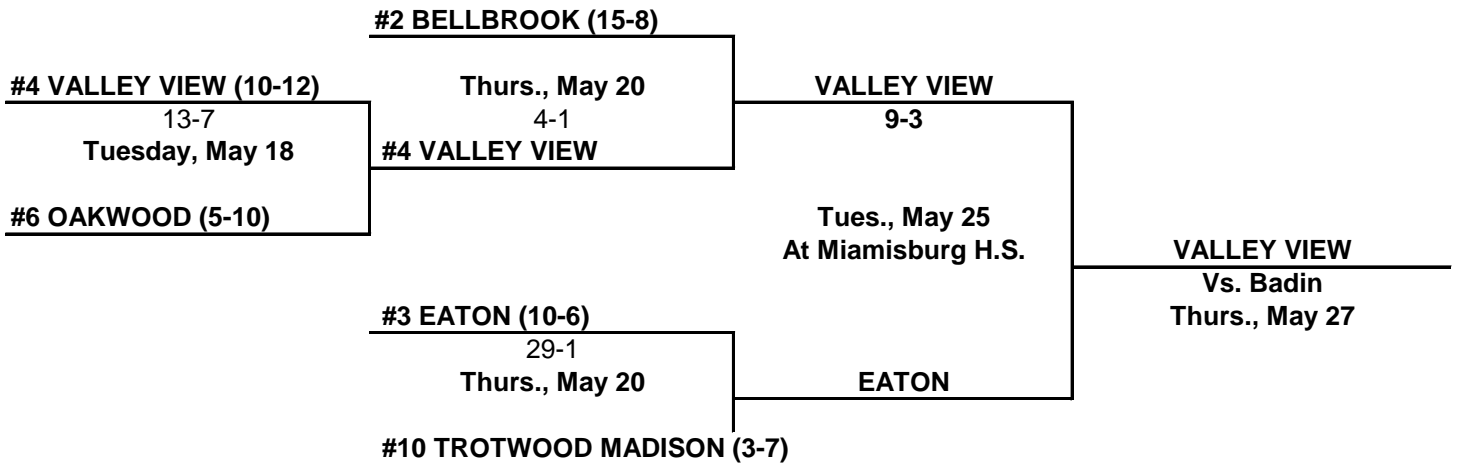 #2 BELLBROOK (15-8)
#4 VALLEY VIEW (10-12)
Thurs., May 20
VALLEY VIEW
13-7
4-1
9-3
Tuesday, May 18
#4 VALLEY VIEW
#6 OAKWOOD (5-10)
Tues., May 25
At Miamisburg H.S.
VALLEY VIEW
Vs. Badin
#3 EATON (10-6)
Thurs., May 27
29-1
Thurs., May 20
EATON
#10 TROTWOOD MADISON (3-7)